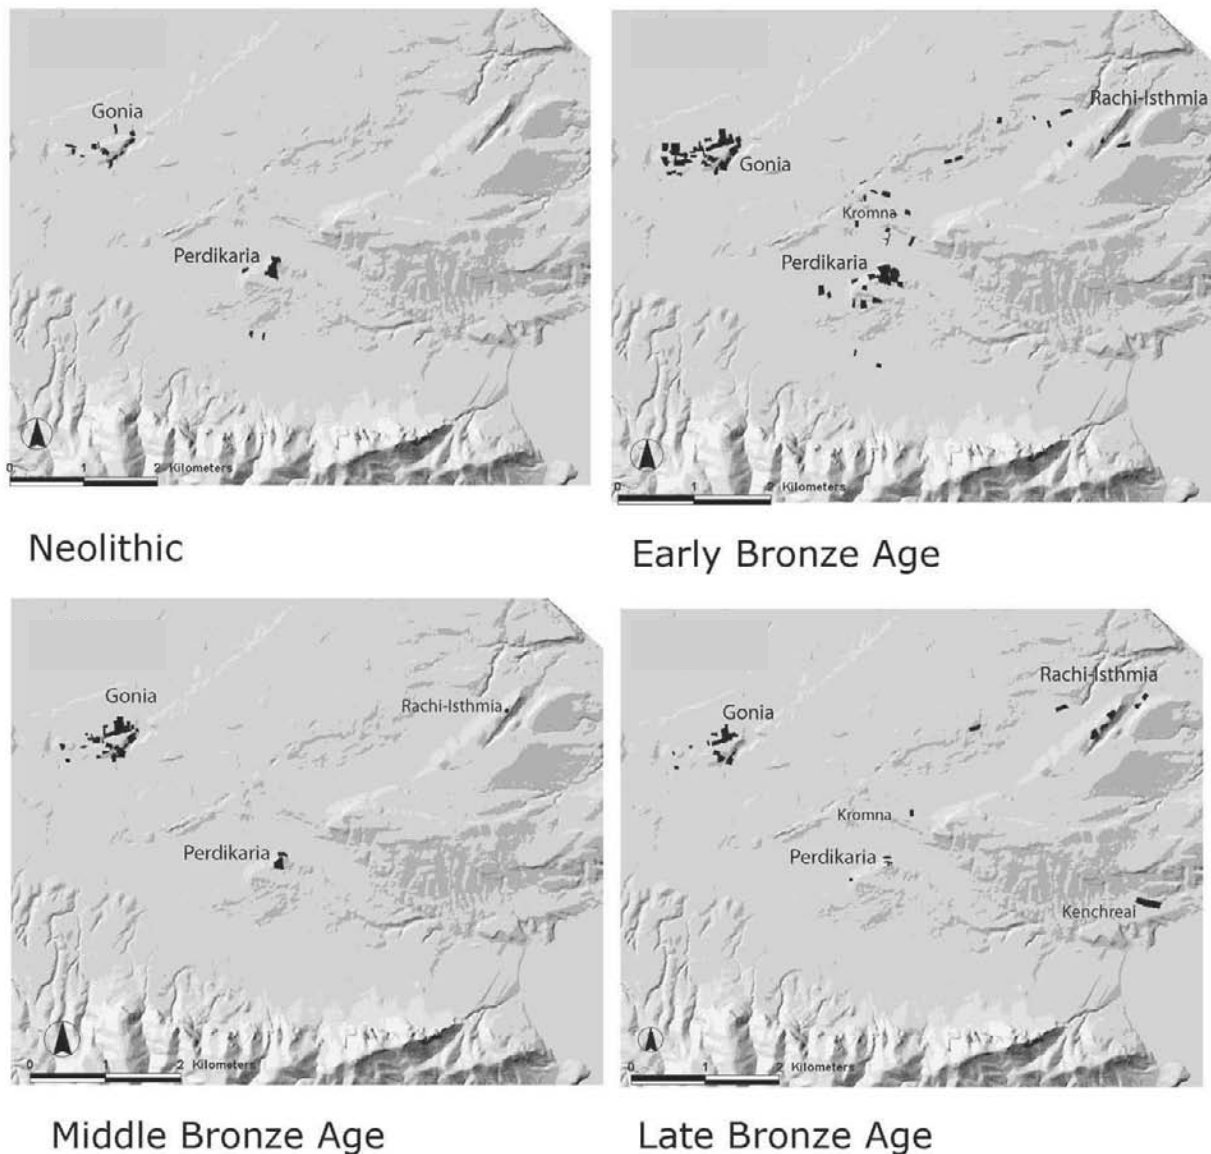 Gonia
Perdikaria
0 1 2 Kilometers
Neolithic
Rachi-Isthmia
Gonia
Kromna
Perdikaria
0 1 2 Kilometers
Early Bronze Age
Gonia
Rachi-Isthmia
Perdikaria
0 1 2 Kilometers
Middle Bronze Age
Rachi-Isthmia
Gonia
Kromna
Perdikaria
Kenchreai
0 1 2 Kilometers
Late Bronze Age